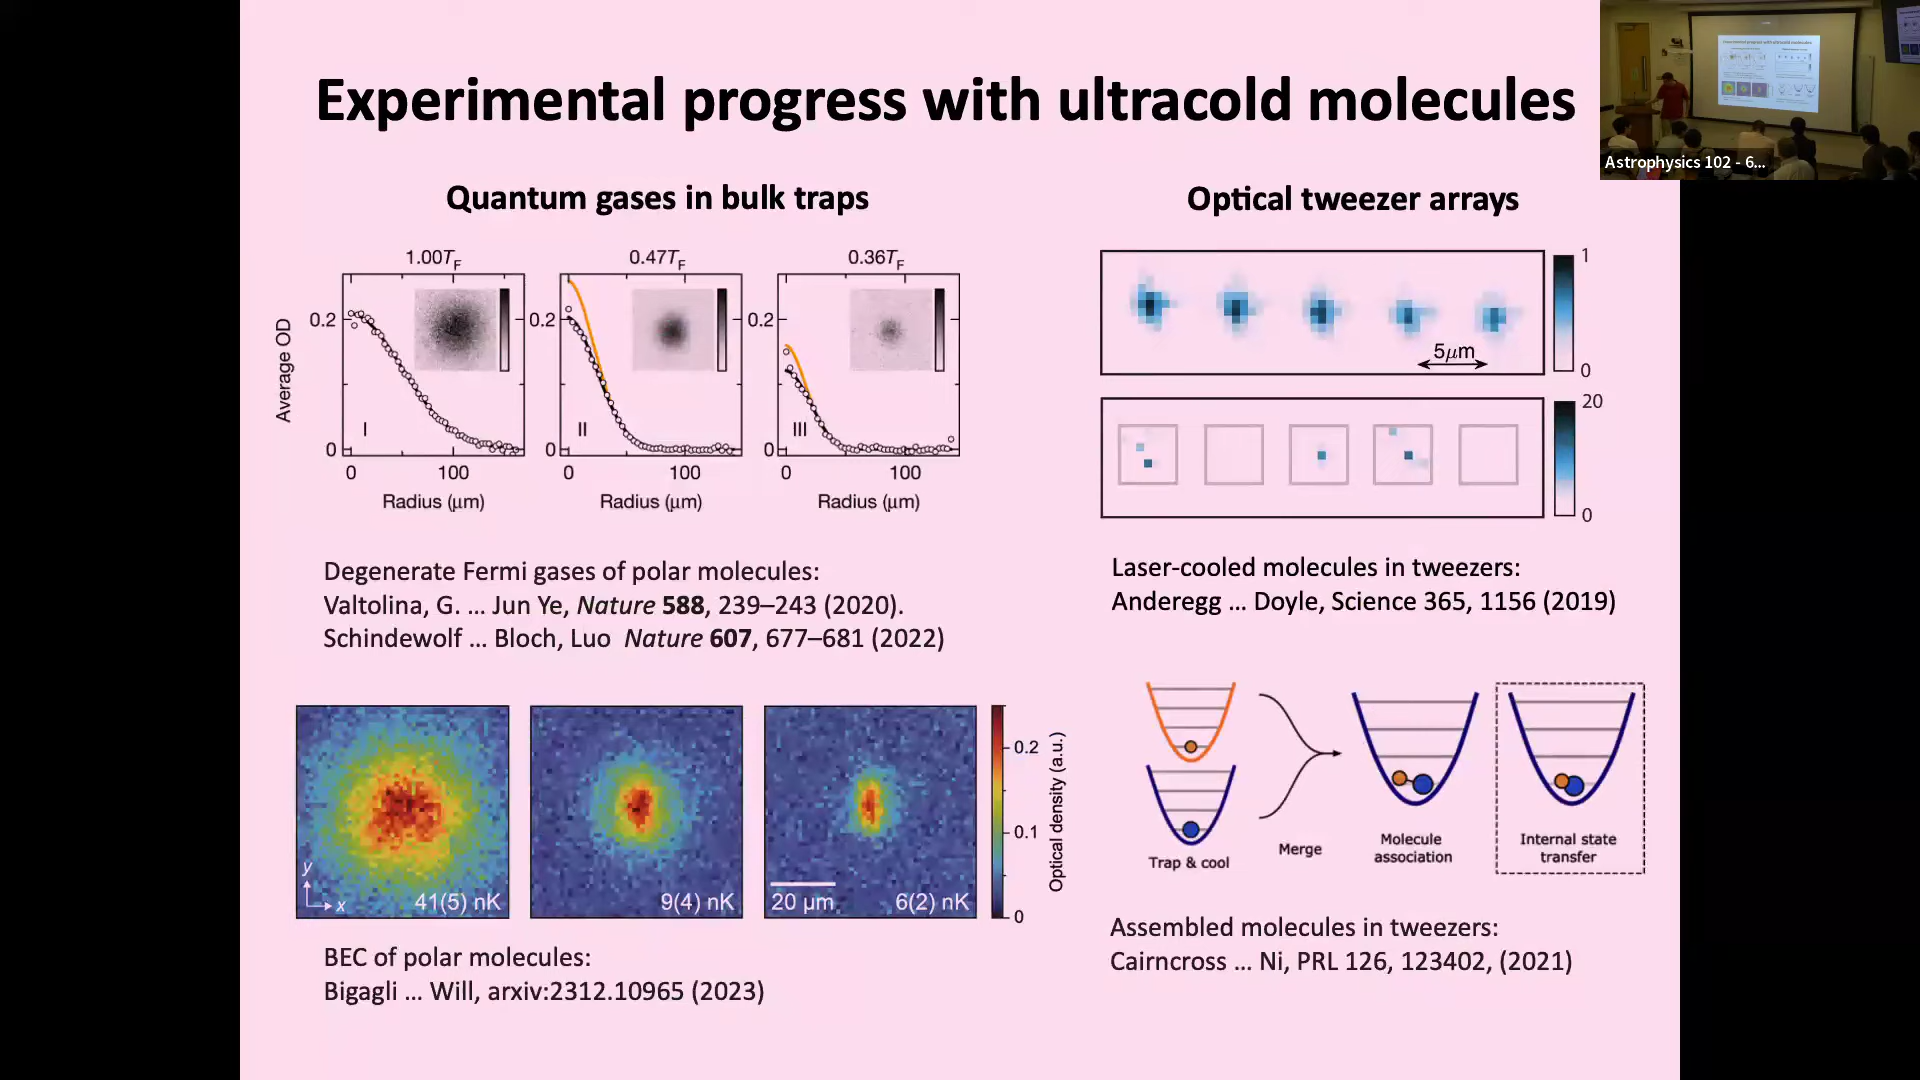 Experimental progress with ultracold molecules
Astrophysics 102 - 6...
Quantum gases in bulk traps
1.00T_F
0.47T_F
0.36T_F
Average OD
0.2
0
I
0.2
0
II
0.2
0
III
0
100
0
100
0
100
Radius (μm)
Radius (μm)
Radius (μm)
Degenerate Fermi gases of polar molecules:
Valtolina, G. ... Jun Ye, Nature 588, 239–243 (2020).
Schindewolf ... Bloch, Luo Nature 607, 677–681 (2022)
y
x
41(5) nK
9(4) nK
20 μm
6(2) nK
0.2
0.1
0
Optical density (a.u.)
BEC of polar molecules:
Bigagli ... Will, arxiv:2312.10965 (2023)
Optical tweezer arrays
1
0
5μm
20
0
Laser-cooled molecules in tweezers:
Anderegg ... Doyle, Science 365, 1156 (2019)
Trap & cool
Merge
Molecule
association
Internal state
transfer
Assembled molecules in tweezers:
Cairncross ... Ni, PRL 126, 123402, (2021)